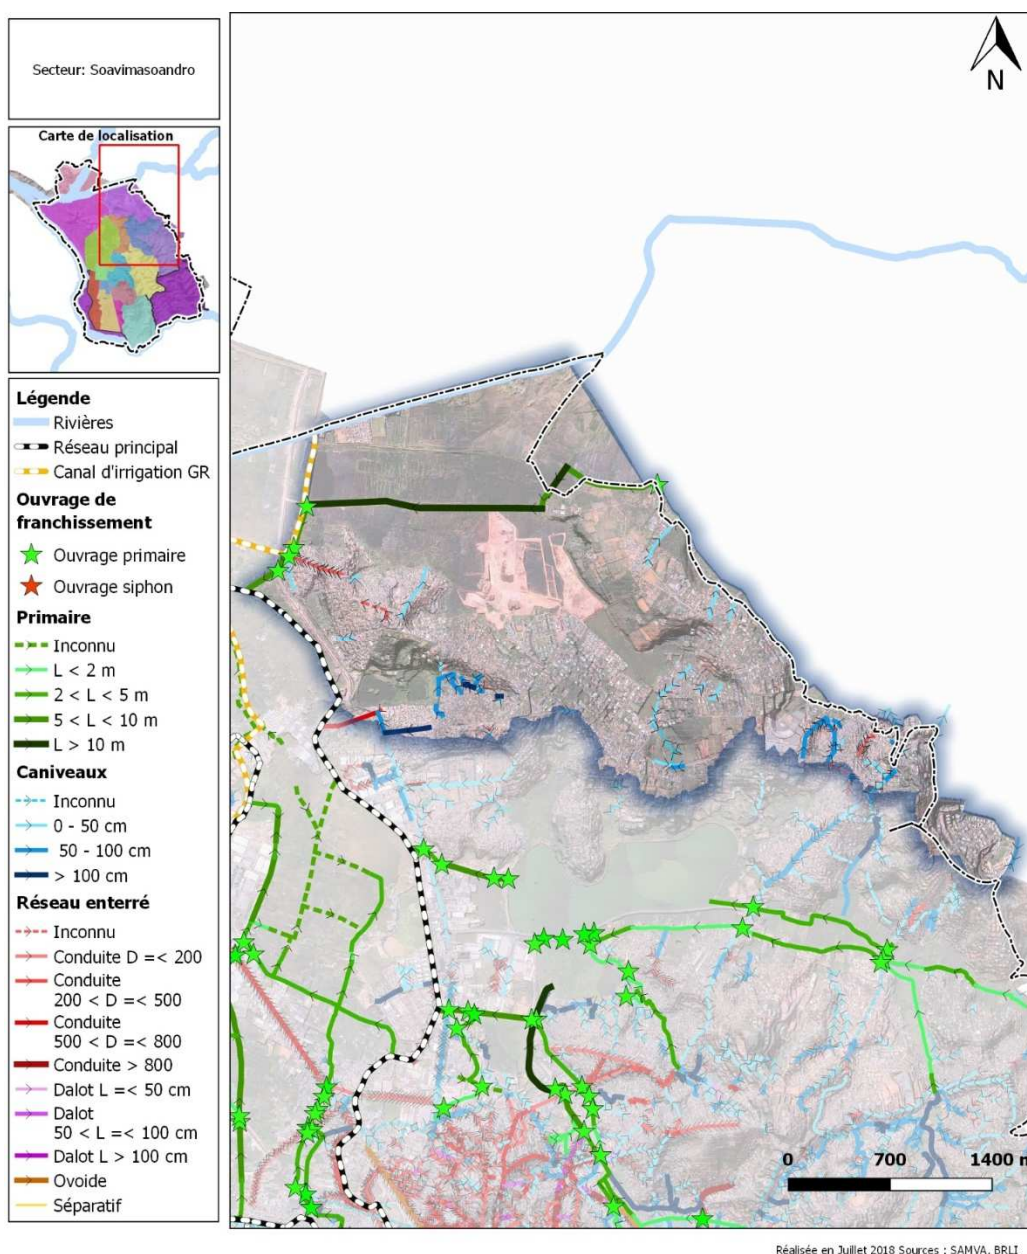 Secteur: Soavimasoandro
Carte de localisation
Légende
Rivières
Réseau principal
Canal d'irrigation GR
Ouvrage de
franchissement
Ouvrage primaire
Ouvrage siphon
Primaire
Inconnu
L < 2 m
2 < L < 5 m
5 < L < 10 m
L > 10 m
Caniveaux
Inconnu
0 - 50 cm
50 - 100 cm
> 100 cm
Réseau enterré
Inconnu
Conduite D =< 200
Conduite
200 < D =< 500
Conduite
500 < D =< 800
Conduite > 800
Dalot L =< 50 cm
Dalot
50 < L =< 100 cm
Dalot L > 100 cm
Ovoide
Séparatif
N
0 700 1400 m
Réalisée en Juillet 2018 Sources : SAMVA, BRLI